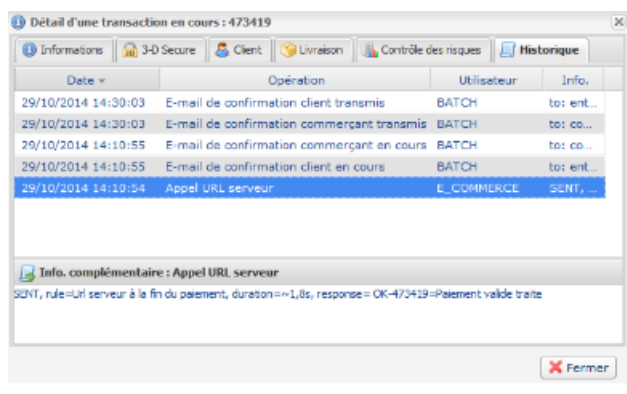 Détail d'une transaction en cours : 473419
Informations 3-D Secure Client Livraison Contrôle des risques Historique
Date Opération Utilisateur Info.
29/10/2014 14:30:03 E-mail de confirmation client transmis BATCH to: ent...
29/10/2014 14:30:03 E-mail de confirmation commerçant transmis BATCH to: co...
29/10/2014 14:10:55 E-mail de confirmation commerçant en cours BATCH to: co...
29/10/2014 14:10:55 E-mail de confirmation client en cours BATCH to: ent...
29/10/2014 14:10:54 Appel URL serveur E_COMMERCE SENT, ...
Info. complémentaire : Appel URL serveur
SENT, rule=Url serveur à la fin du paiement, duration=~1,8s, response= OK-473419=Paiement valide traite
Fermer